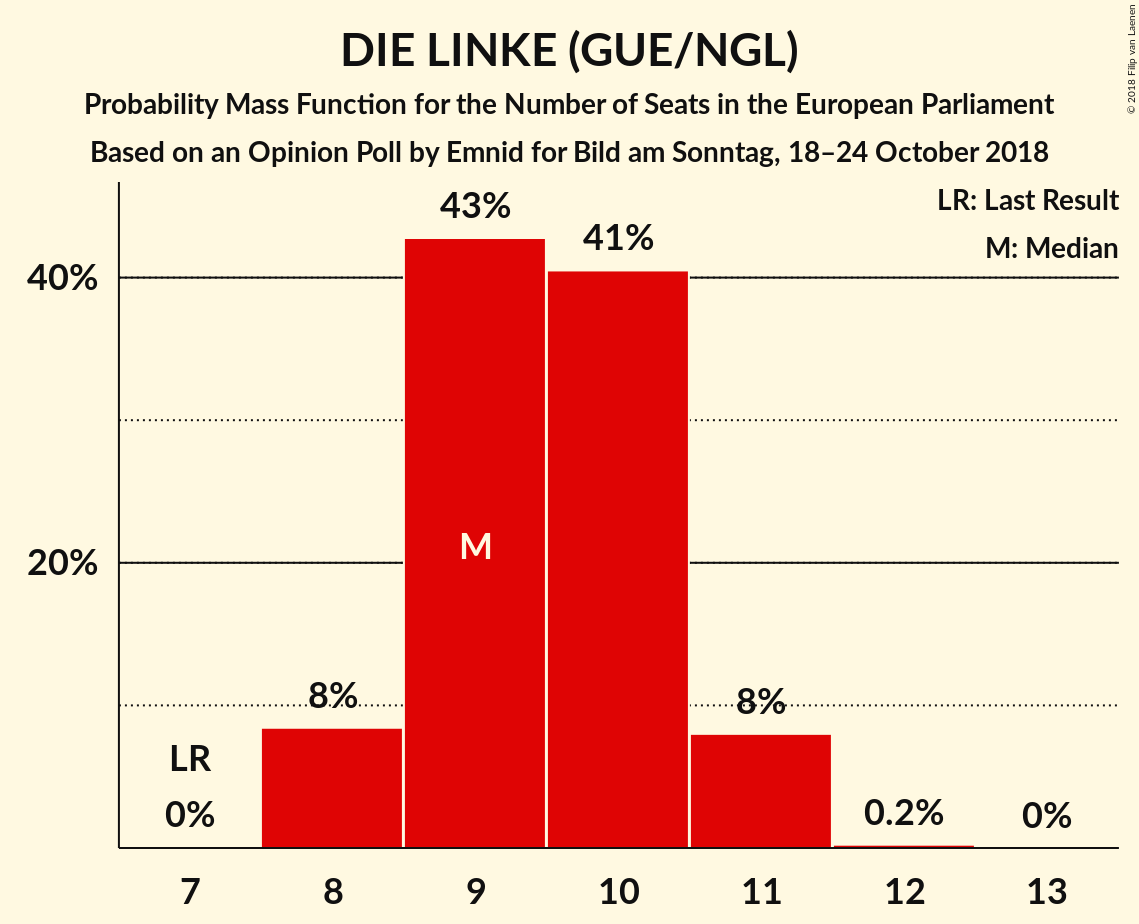 DIE LINKE (GUE/NGL)
Probability Mass Function for the Number of Seats in the European Parliament
Based on an Opinion Poll by Emnid for Bild am Sonntag, 18–24 October 2018
© 2018 Filip van Laenen
LR: Last Result
M: Median
43%
41%
40%
M
20%
8%
8%
LR
0%
0.2%
0%
7 8 9 10 11 12 13